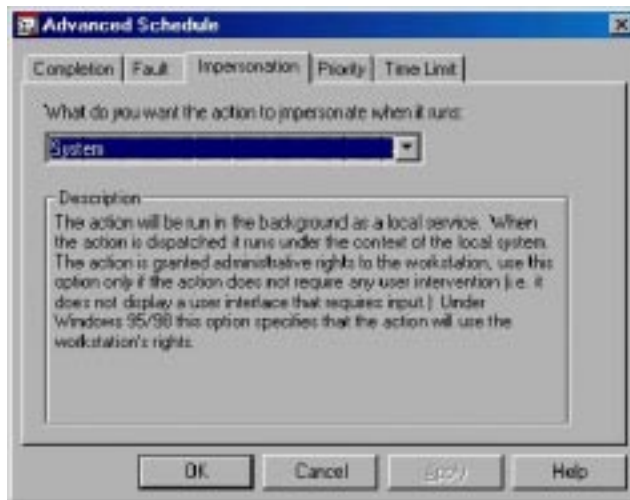 Advanced Schedule
Completion Fault Impersonation Priority Time Limit
What do you want the action to impersonate when it runs:
System
Description
The action will be run in the background as a local service. When
the action is dispatched it runs under the context of the local system.
The action is granted administrative rights to the workstation, use this
option only if the action does not require any user intervention (i.e. it
does not display a user interface that requires input.) Under
Windows 95/98 this option specifies that the action will use the
workstation's rights.
OK Cancel Apply Help